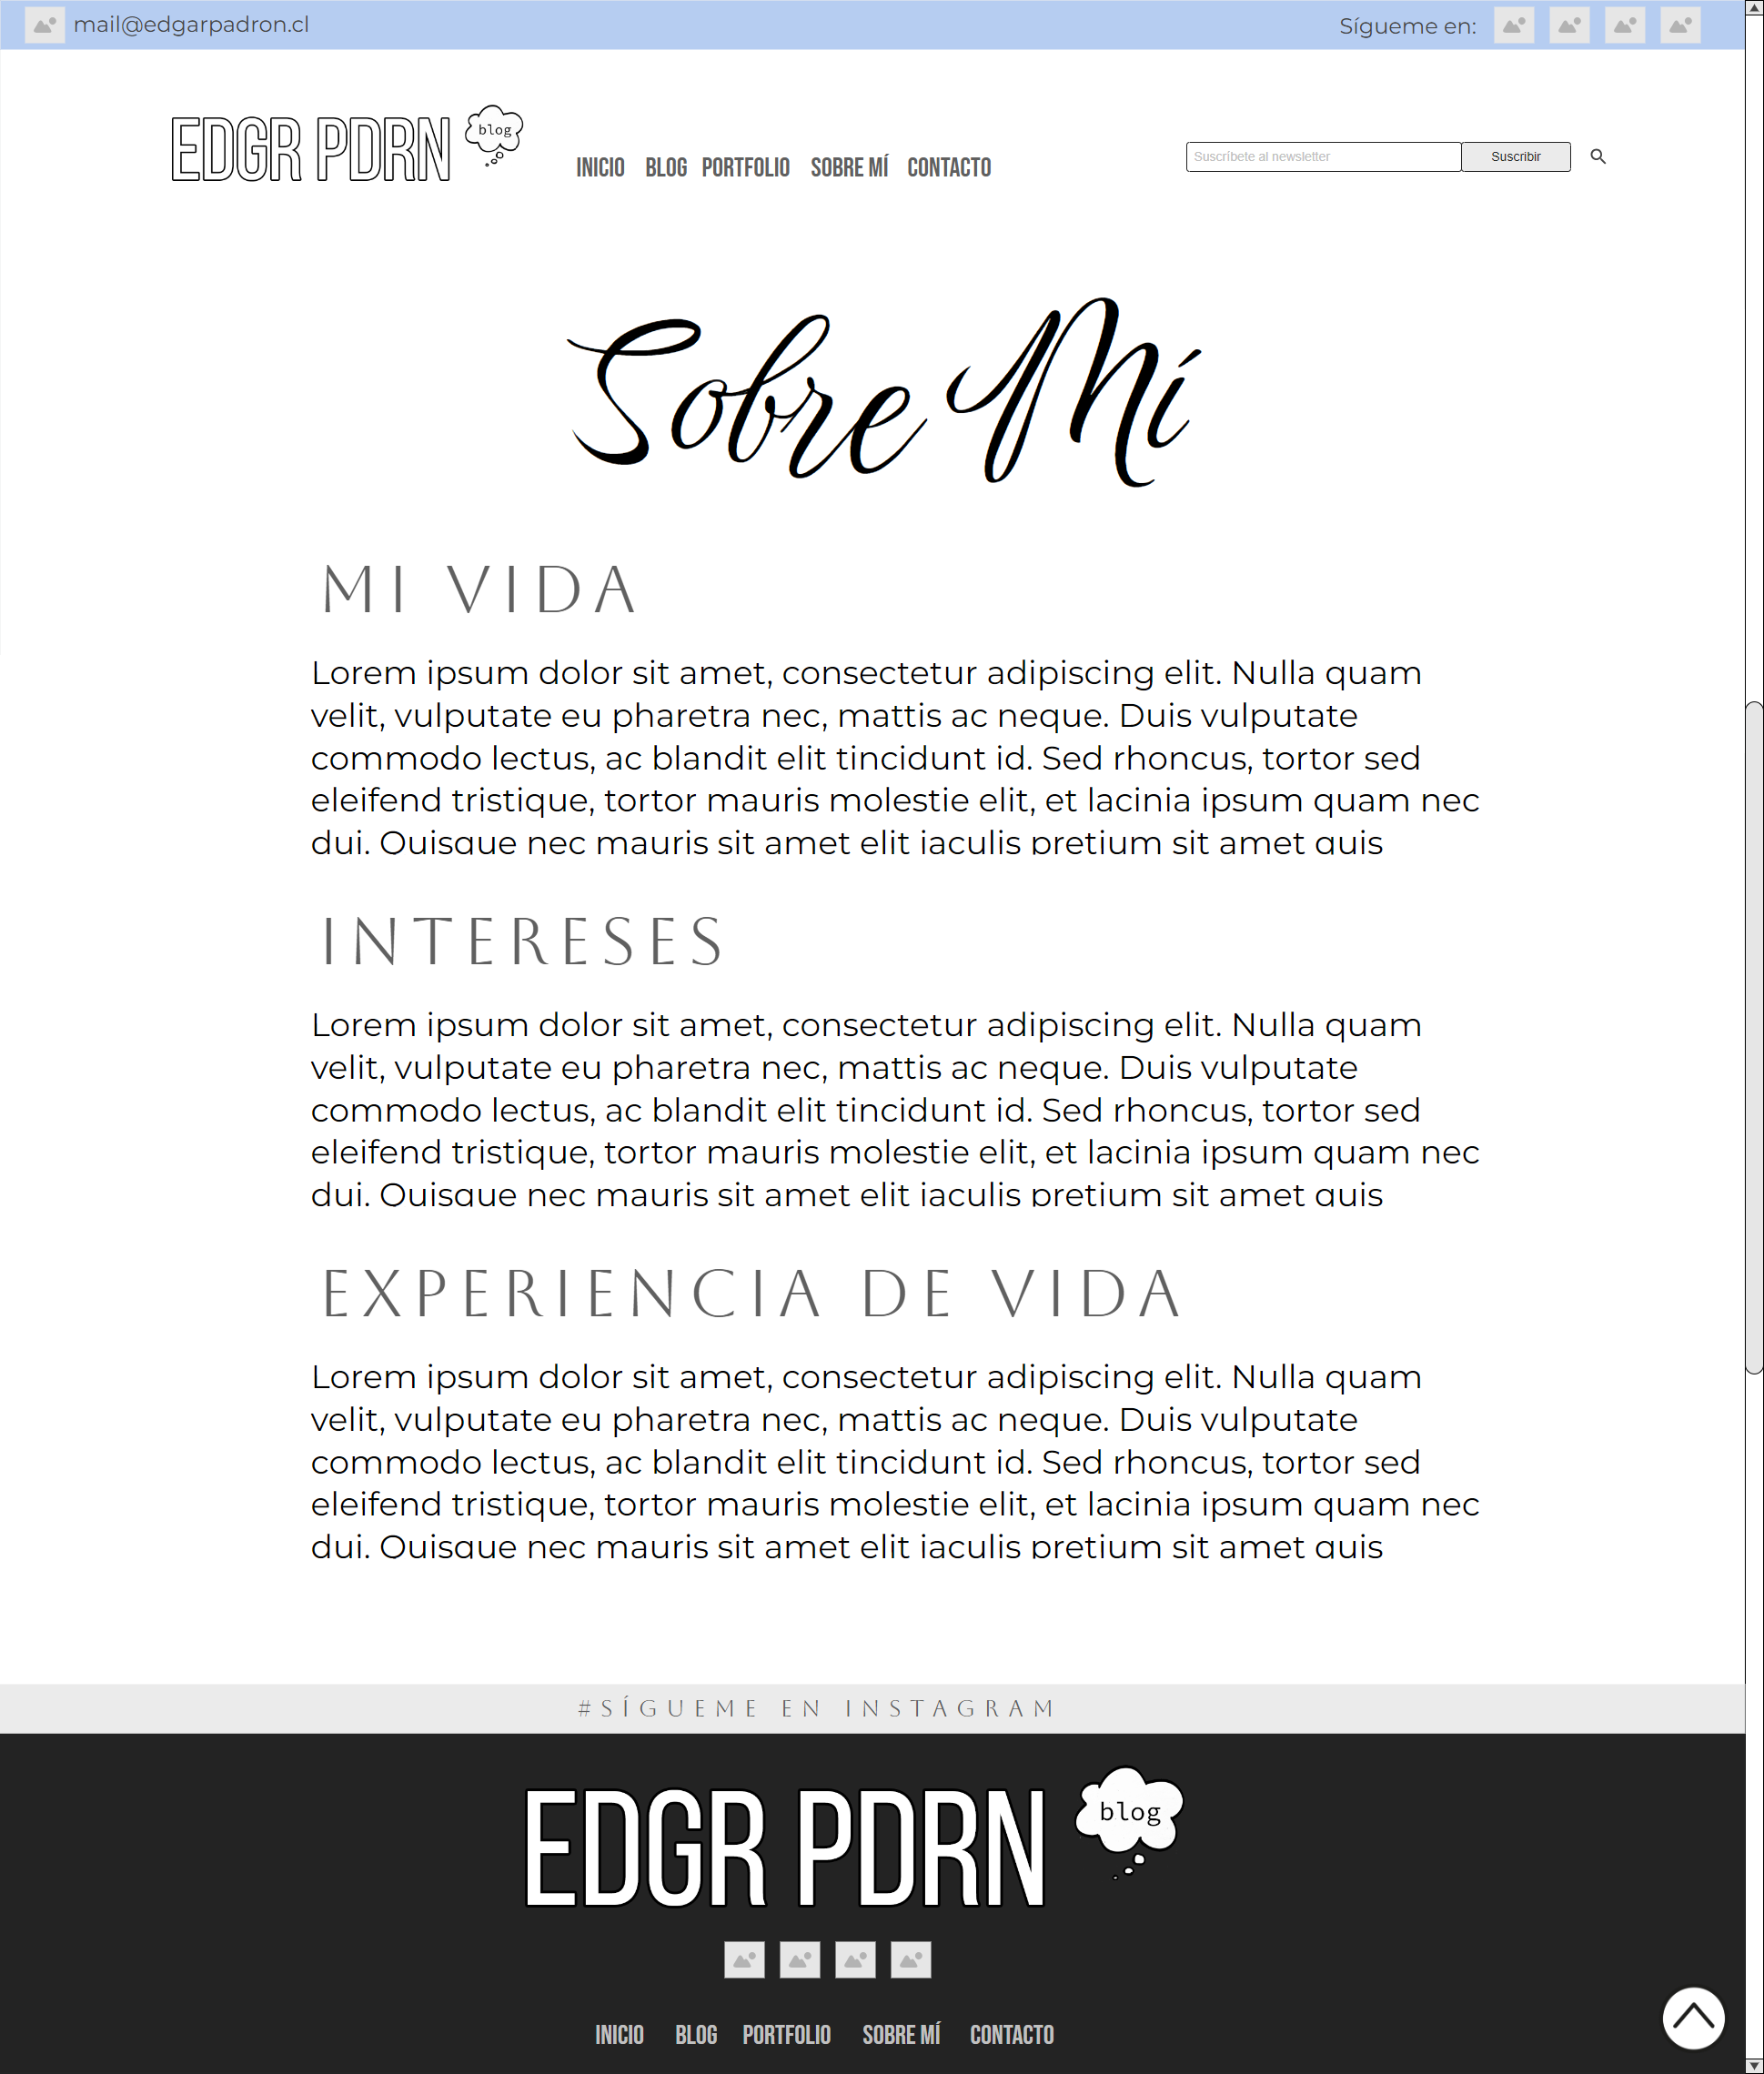 mail@edgarpadron.cl
Sígueme en:
EDGR PDRN blog
INICIO BLOG PORTFOLIO SOBRE MÍ CONTACTO
Suscríbete al newsletter Suscribir
Sobre Mí
MI VIDA
Lorem ipsum dolor sit amet, consectetur adipiscing elit. Nulla quam
velit, vulputate eu pharetra nec, mattis ac neque. Duis vulputate
commodo lectus, ac blandit elit tincidunt id. Sed rhoncus, tortor sed
eleifend tristique, tortor mauris molestie elit, et lacinia ipsum quam nec
dui. Quisque nec mauris sit amet elit iaculis pretium sit amet quis
INTERESES
Lorem ipsum dolor sit amet, consectetur adipiscing elit. Nulla quam
velit, vulputate eu pharetra nec, mattis ac neque. Duis vulputate
commodo lectus, ac blandit elit tincidunt id. Sed rhoncus, tortor sed
eleifend tristique, tortor mauris molestie elit, et lacinia ipsum quam nec
dui. Quisque nec mauris sit amet elit iaculis pretium sit amet quis
EXPERIENCIA DE VIDA
Lorem ipsum dolor sit amet, consectetur adipiscing elit. Nulla quam
velit, vulputate eu pharetra nec, mattis ac neque. Duis vulputate
commodo lectus, ac blandit elit tincidunt id. Sed rhoncus, tortor sed
eleifend tristique, tortor mauris molestie elit, et lacinia ipsum quam nec
dui. Quisque nec mauris sit amet elit iaculis pretium sit amet quis
#SÍGUEME EN INSTAGRAM
EDGR PDRN blog
INICIO BLOG PORTFOLIO SOBRE MÍ CONTACTO